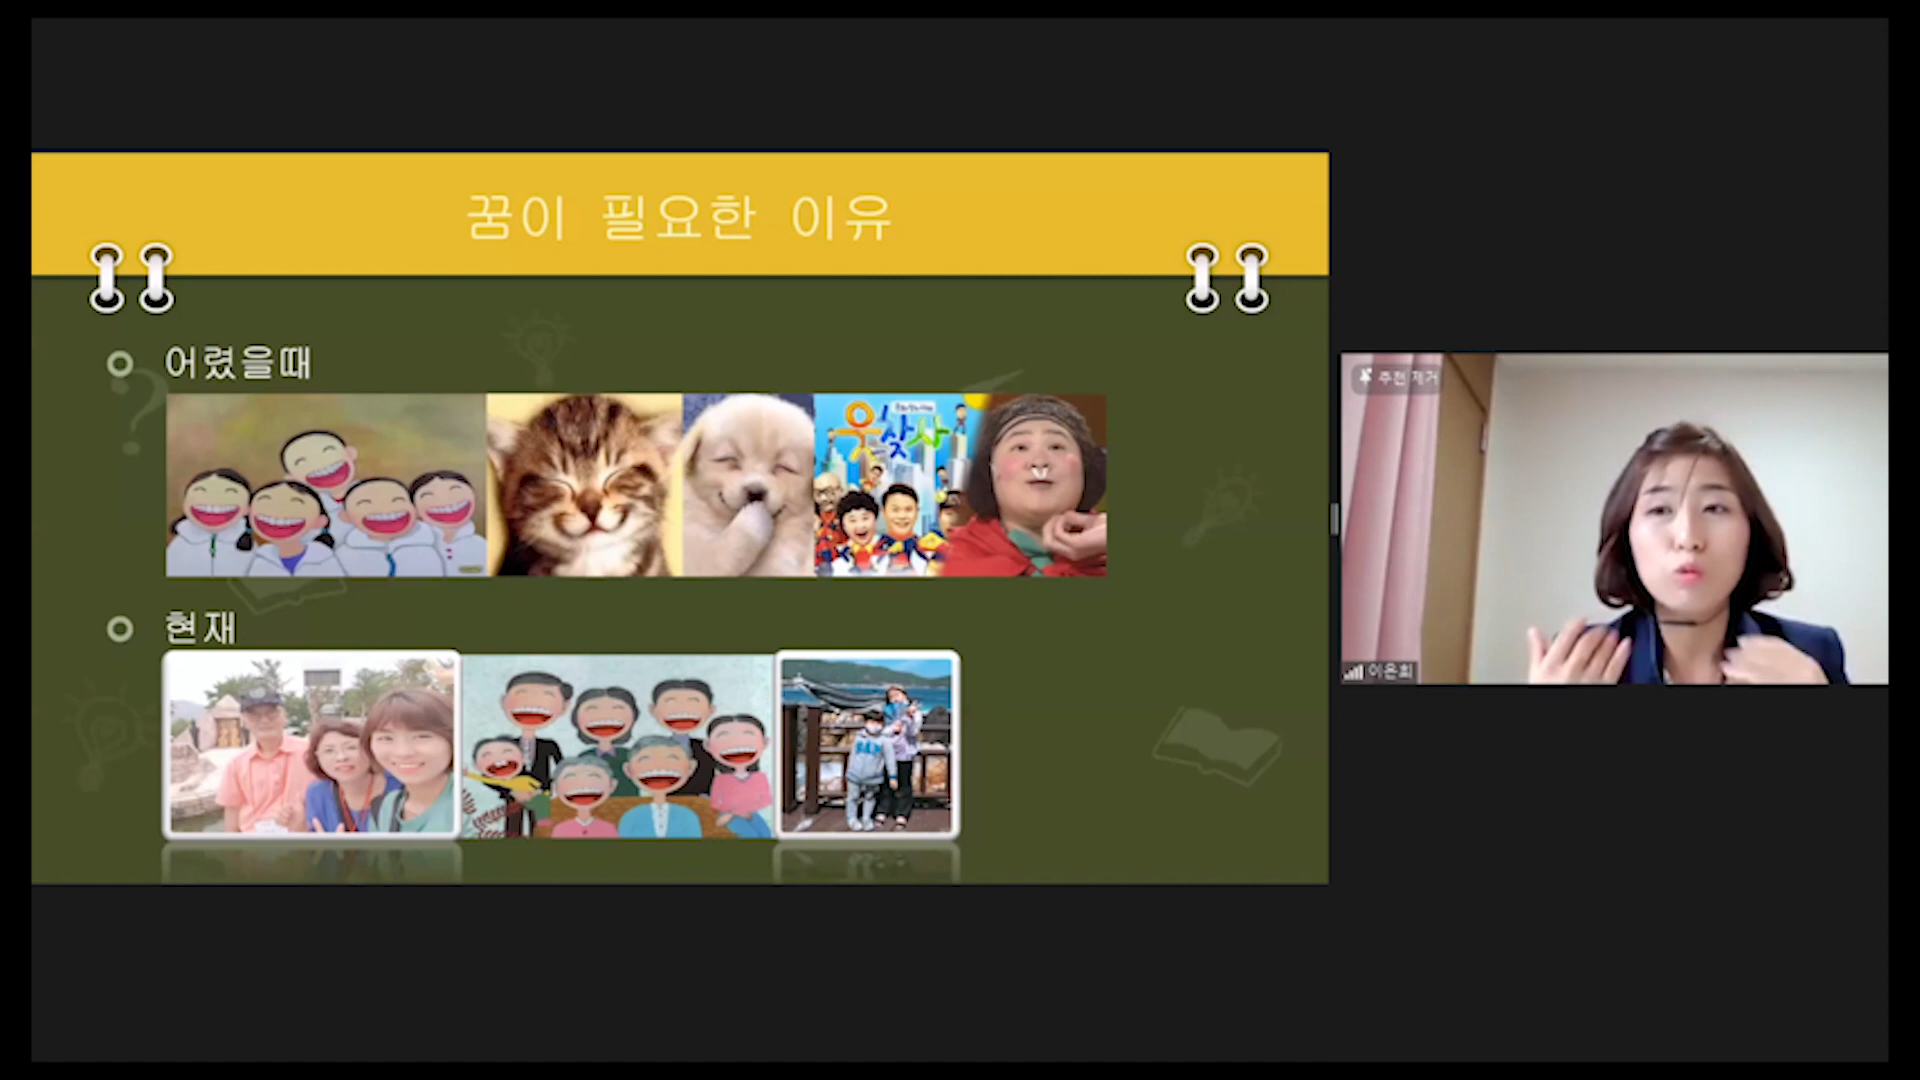 꿈이 필요한 이유
어렸을때
웃찾사
현재
추천 제거
이은희